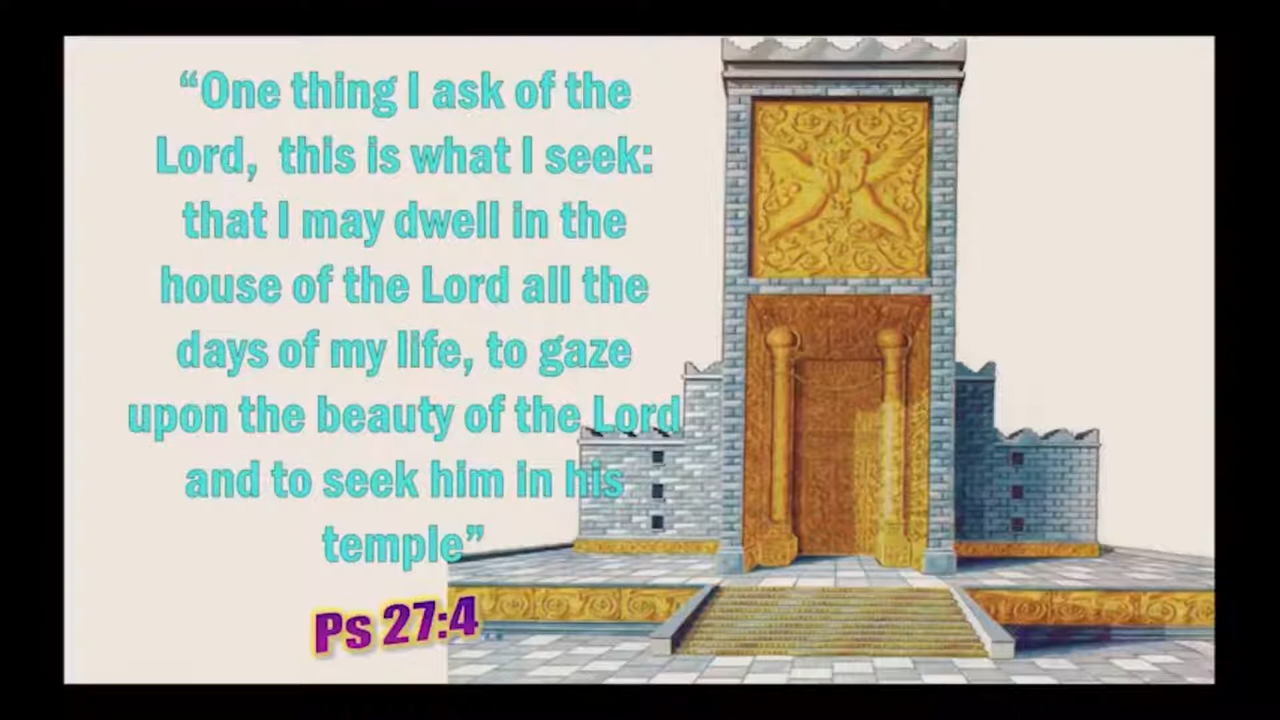 “One thing I ask of the
Lord,  this is what I seek:
that I may dwell in the
house of the Lord all the
days of my life, to gaze
upon the beauty of the Lord
and to seek him in his
temple”
Ps 27:4